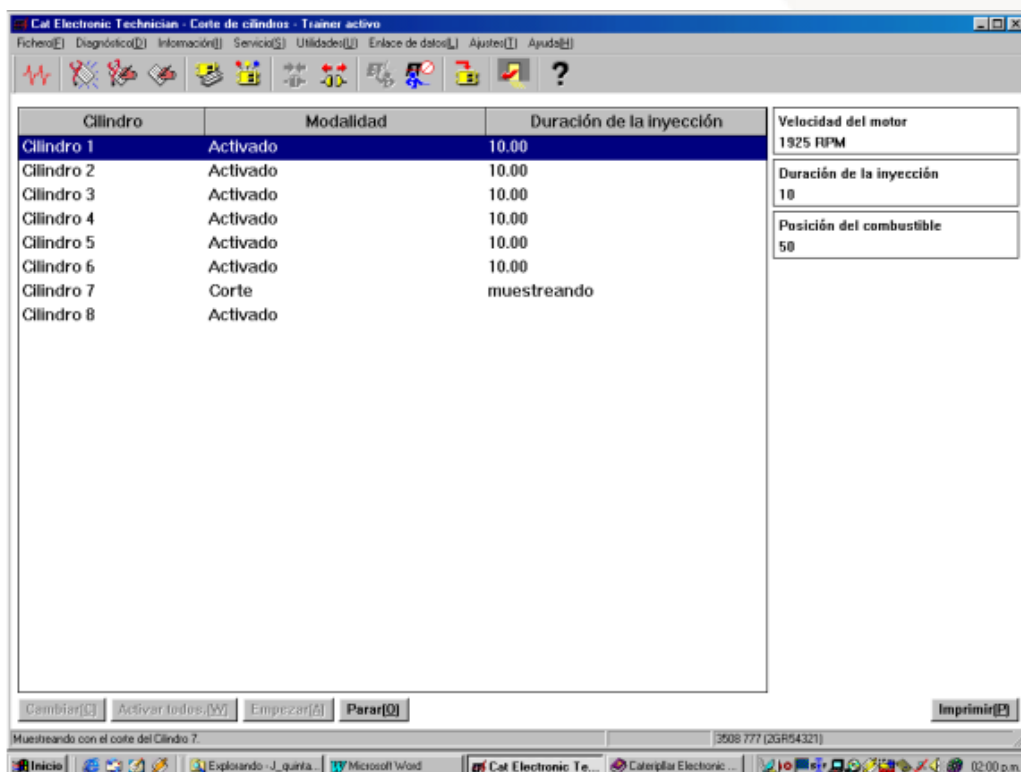 Cat Electronic Technician - Corte de cilindros - Trainer activo
Fichero[F] Diagnóstico[D] Información[I] Servicio[S] Utilidades[U] Enlace de datos[L] Ajustes[T] Ayuda[H]
Cilindro Modalidad Duración de la inyección
Cilindro 1 Activado 10.00
Cilindro 2 Activado 10.00
Cilindro 3 Activado 10.00
Cilindro 4 Activado 10.00
Cilindro 5 Activado 10.00
Cilindro 6 Activado 10.00
Cilindro 7 Corte muestreando
Cilindro 8 Activado
Velocidad del motor
1925 RPM
Duración de la inyección
10
Posición del combustible
50
Cambiar[C] Activar todos.[W] Empezar[A] Parar[O] Imprimir[P]
Muestreando con el corte del Cilindro 7. 3508 777 (2GR54321)
Inicio Explorando - J_quinta... Microsoft Word Cat Electronic Te... Caterpillar Electronic ... 02:00 p.m.